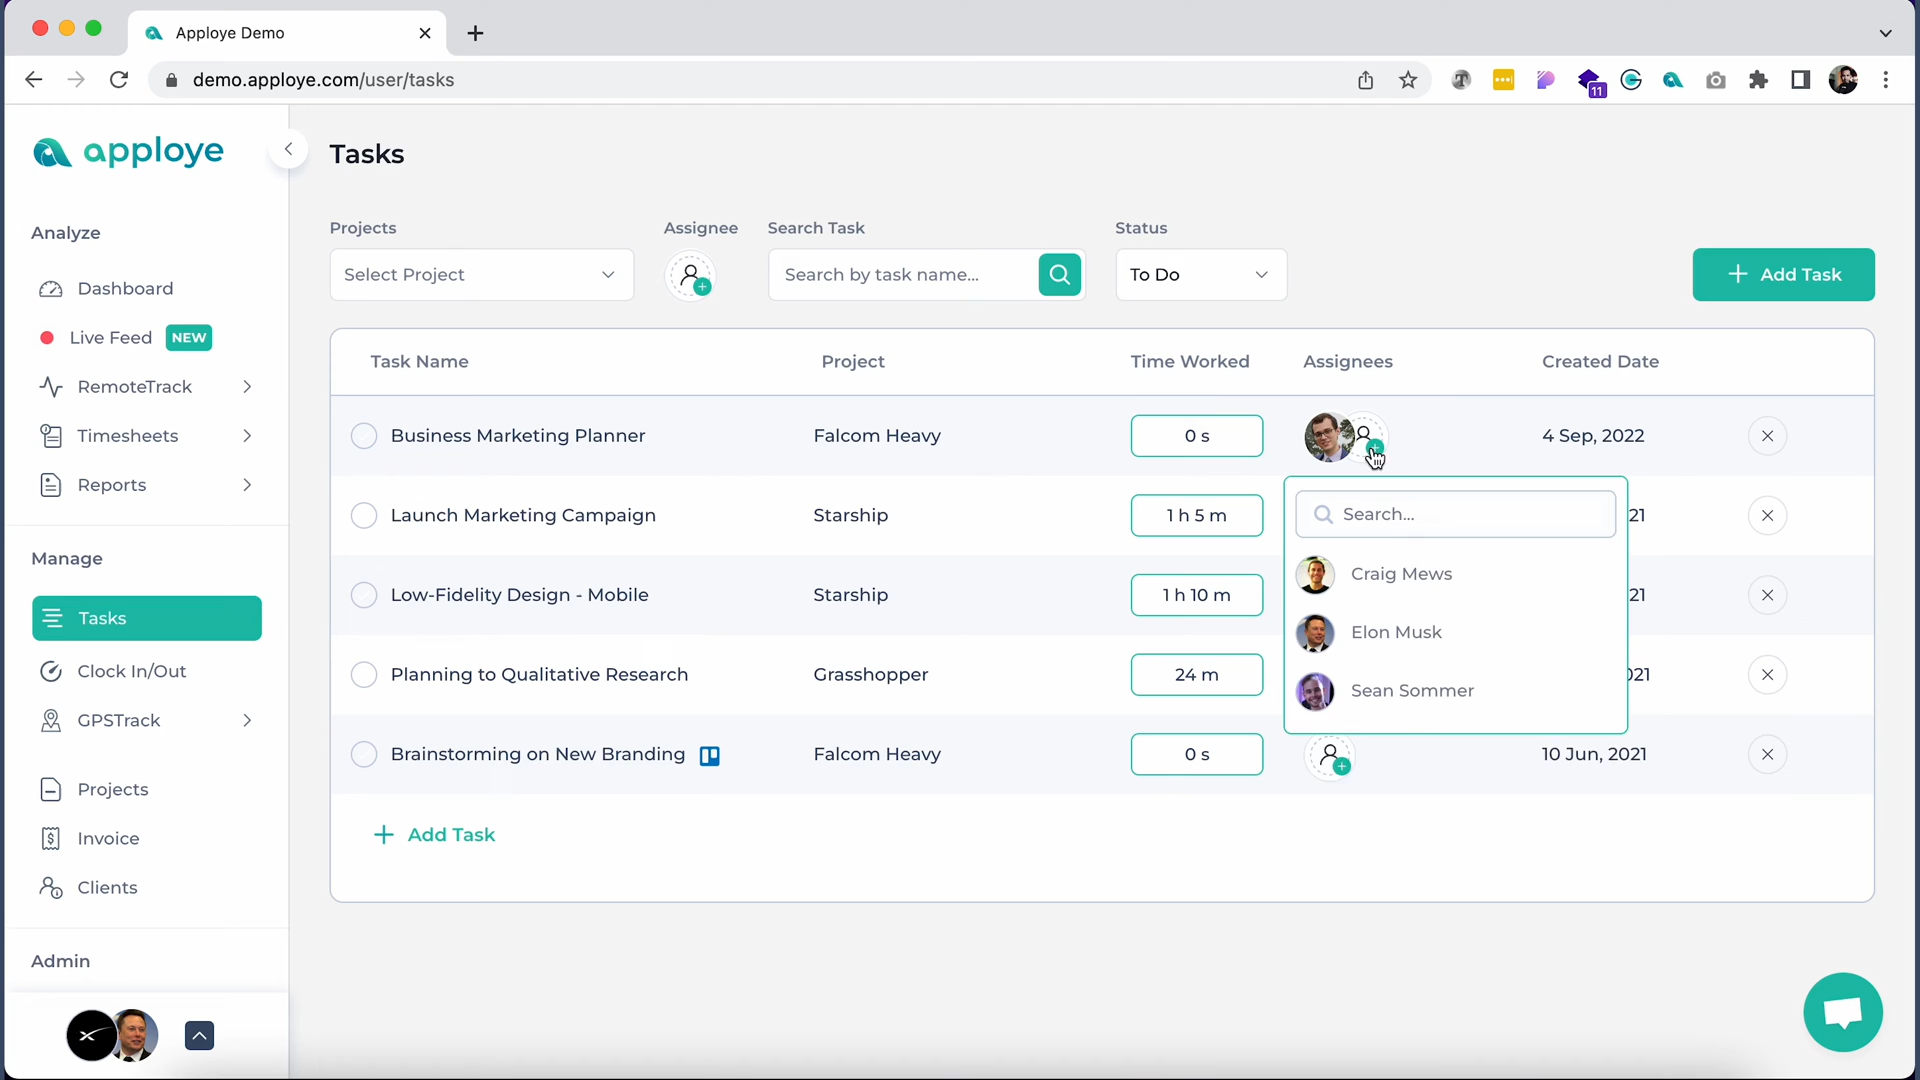 Apploye Demo
demo.apploye.com/user/tasks
11
apploye
Tasks
Analyze
Dashboard
Live Feed NEW
RemoteTrack
Timesheets
Reports
Manage
Tasks
Clock In/Out
GPSTrack
Projects
Invoice
Clients
Admin
Projects Assignee Search Task Status
Select Project Search by task name... To Do Add Task
Task Name Project Time Worked Assignees Created Date
Business Marketing Planner Falcom Heavy 0 s 4 Sep, 2022
Launch Marketing Campaign Starship 1 h 5 m 21
Low-Fidelity Design - Mobile Starship 1 h 10 m 21
Planning to Qualitative Research Grasshopper 24 m 021
Brainstorming on New Branding Falcom Heavy 0 s 10 Jun, 2021
Add Task
Search...
Craig Mews
Elon Musk
Sean Sommer